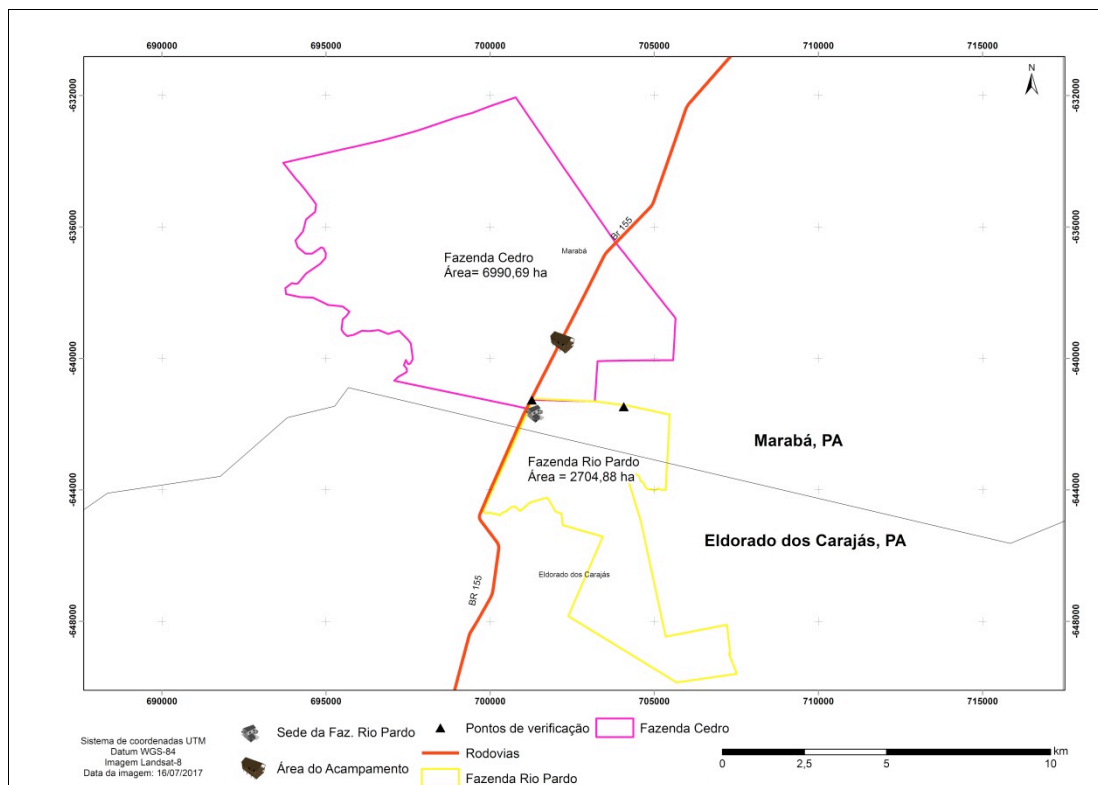 690000 695000 700000 705000 710000 715000
N
-632000 -632000
Br 155
-636000 -636000
Marabá
Fazenda Cedro
Área= 6990,69 ha
-640000 -640000
Marabá, PA
Fazenda Rio Pardo
Área = 2704,88 ha
-644000 -644000
Eldorado dos Carajás, PA
Eldorado dos Carajás
BR 155
-648000 -648000
690000 695000 700000 705000 710000 715000
Sede da Faz. Rio Pardo
Pontos de verificação
Fazenda Cedro
Sistema de coordenadas UTM
Datum WGS-84
Imagem Landsat-8
Data da imagem: 16/07/2017
Área do Acampamento
Rodovias
Fazenda Rio Pardo
km
0 2,5 5 10